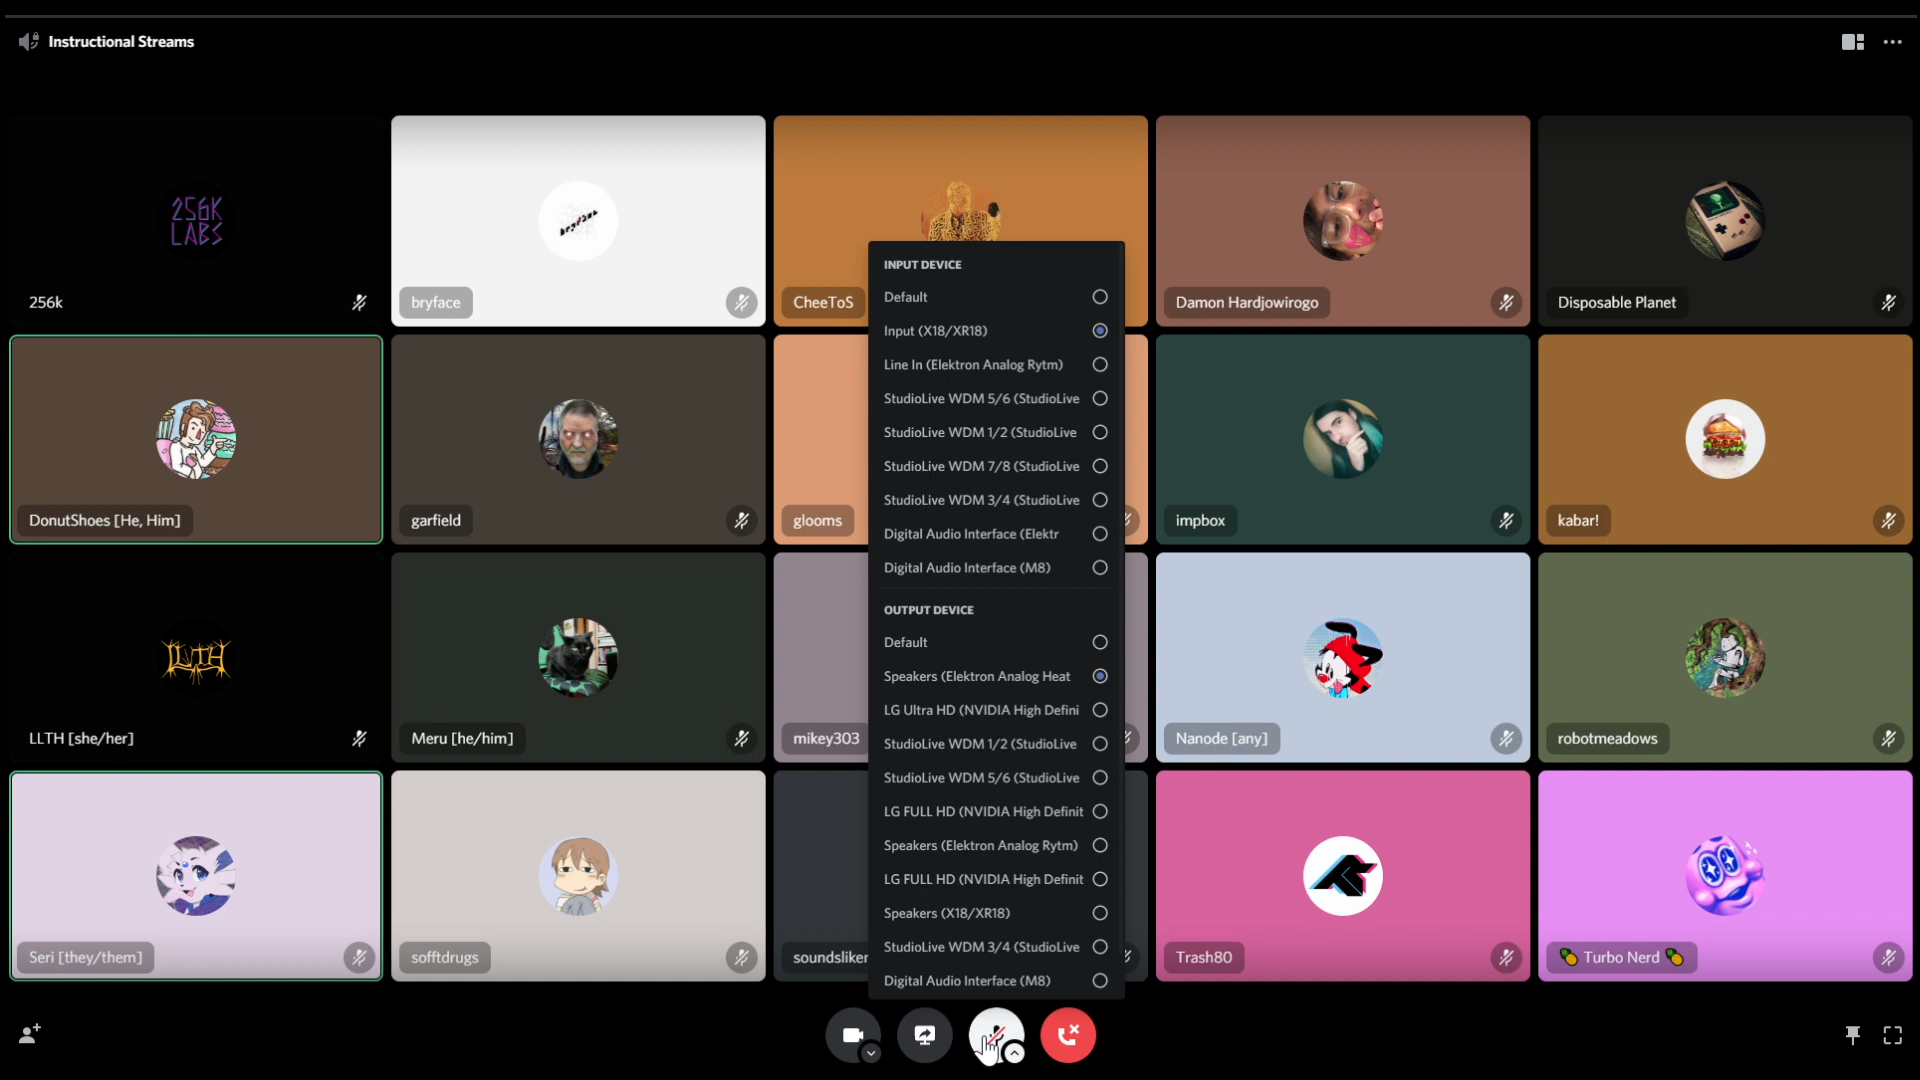 Instructional Streams
256K
LABS
256k
bryface
bryface
CheeToS
Damon Hardjowirogo
Disposable Planet
DonutShoes [He, Him]
garfield
glooms
impbox
kabar!
LLTH
LLTH [she/her]
Meru [he/him]
mikey303
Nanode [any]
robotmeadows
Seri [they/them]
sofftdrugs
soundsliker
Trash80
Turbo Nerd
INPUT DEVICE
Default
Input (X18/XR18)
Line In (Elektron Analog Rytm)
StudioLive WDM 5/6 (StudioLive
StudioLive WDM 1/2 (StudioLive
StudioLive WDM 7/8 (StudioLive
StudioLive WDM 3/4 (StudioLive
Digital Audio Interface (Elektr
Digital Audio Interface (M8)
OUTPUT DEVICE
Default
Speakers (Elektron Analog Heat
LG Ultra HD (NVIDIA High Defini
StudioLive WDM 1/2 (StudioLive
StudioLive WDM 5/6 (StudioLive
LG FULL HD (NVIDIA High Definit
Speakers (Elektron Analog Rytm)
LG FULL HD (NVIDIA High Definit
Speakers (X18/XR18)
StudioLive WDM 3/4 (StudioLive
Digital Audio Interface (M8)